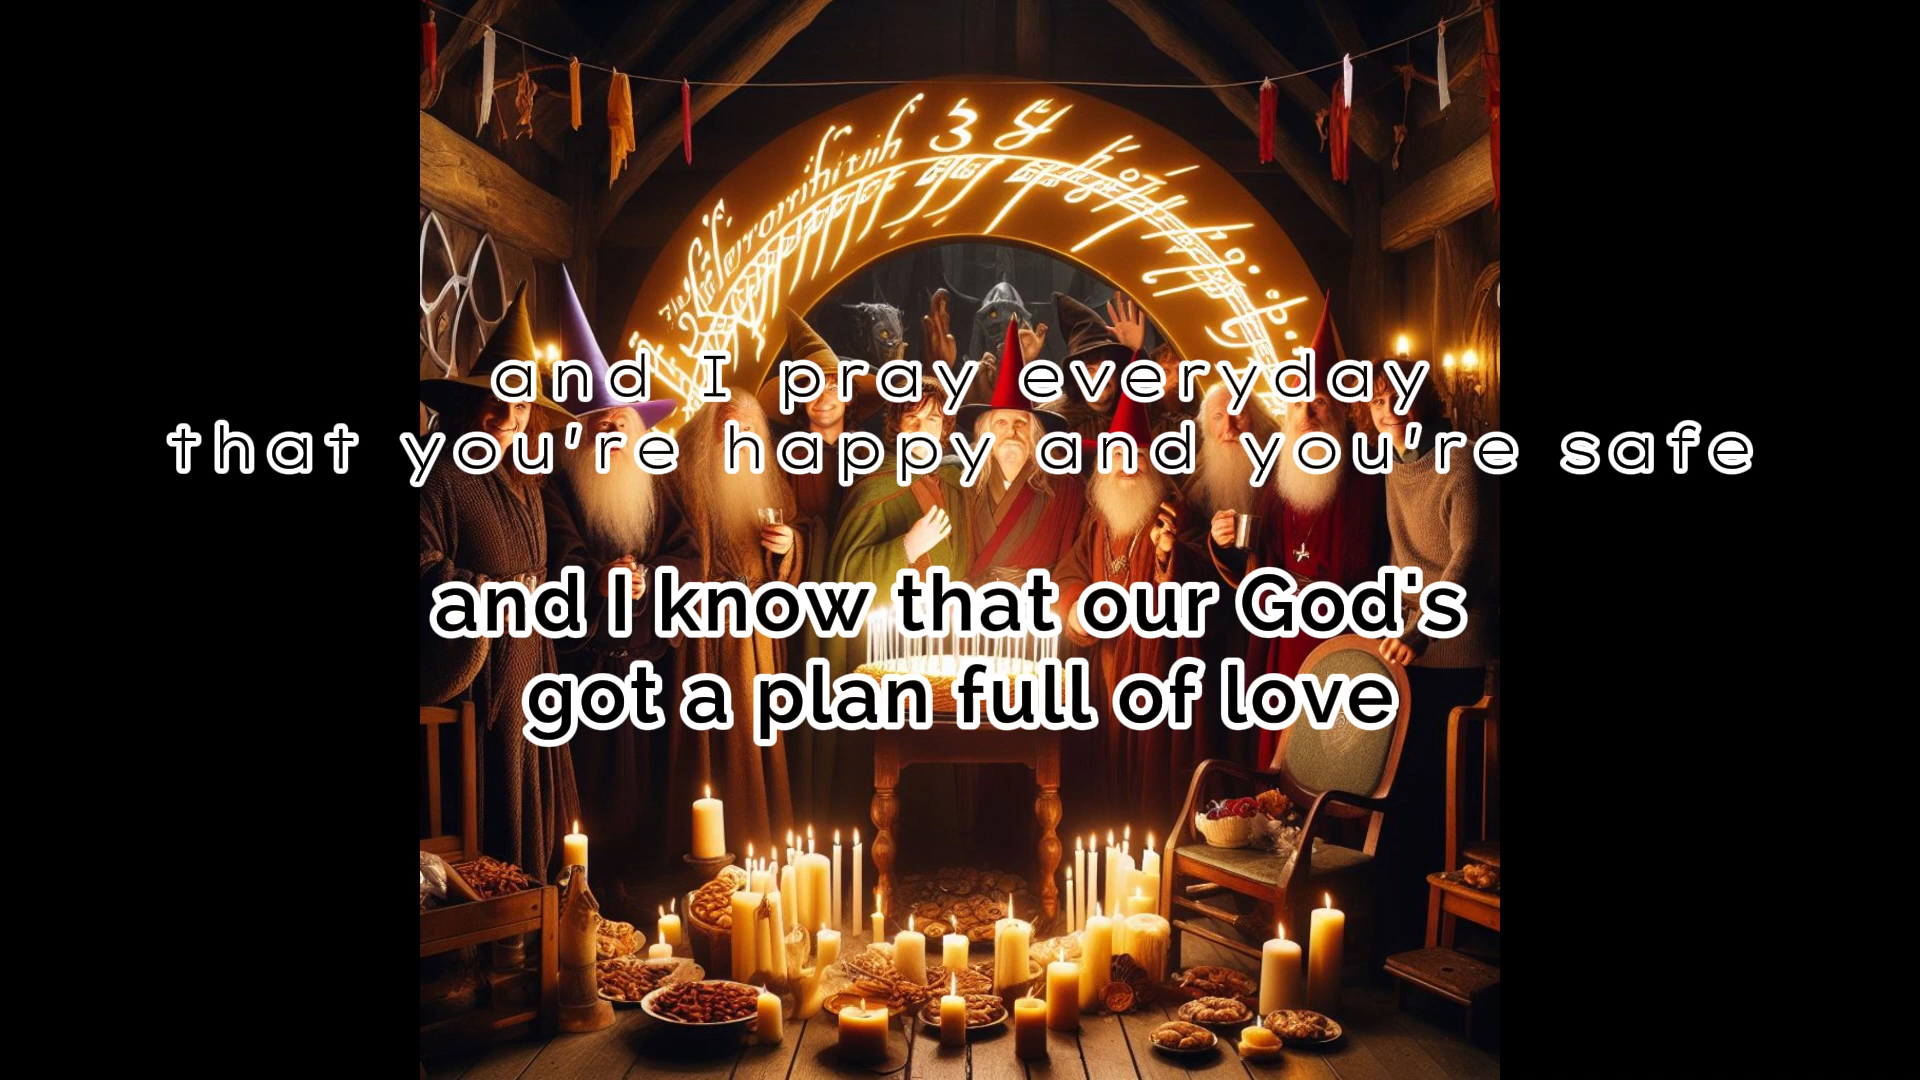 and I pray everyday
that you're happy and you're safe
and I know that our God's
got a plan full of love